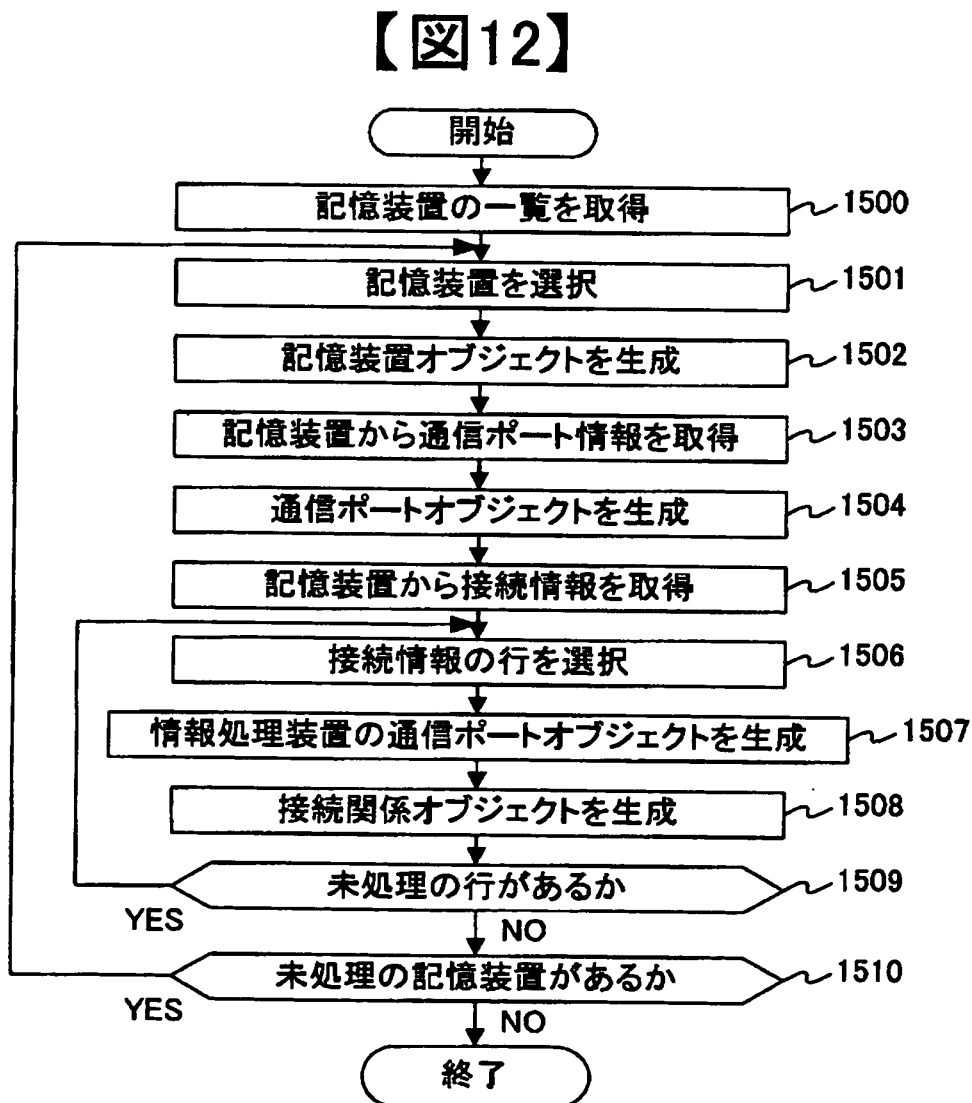 【図12】
開始
記憶装置の一覧を取得 1500
記憶装置を選択 1501
記憶装置オブジェクトを生成 1502
記憶装置から通信ポート情報を取得 1503
通信ポートオブジェクトを生成 1504
記憶装置から接続情報を取得 1505
接続情報の行を選択 1506
情報処理装置の通信ポートオブジェクトを生成 1507
接続関係オブジェクトを生成 1508
未処理の行があるか 1509
YES
NO
未処理の記憶装置があるか 1510
YES
NO
終了